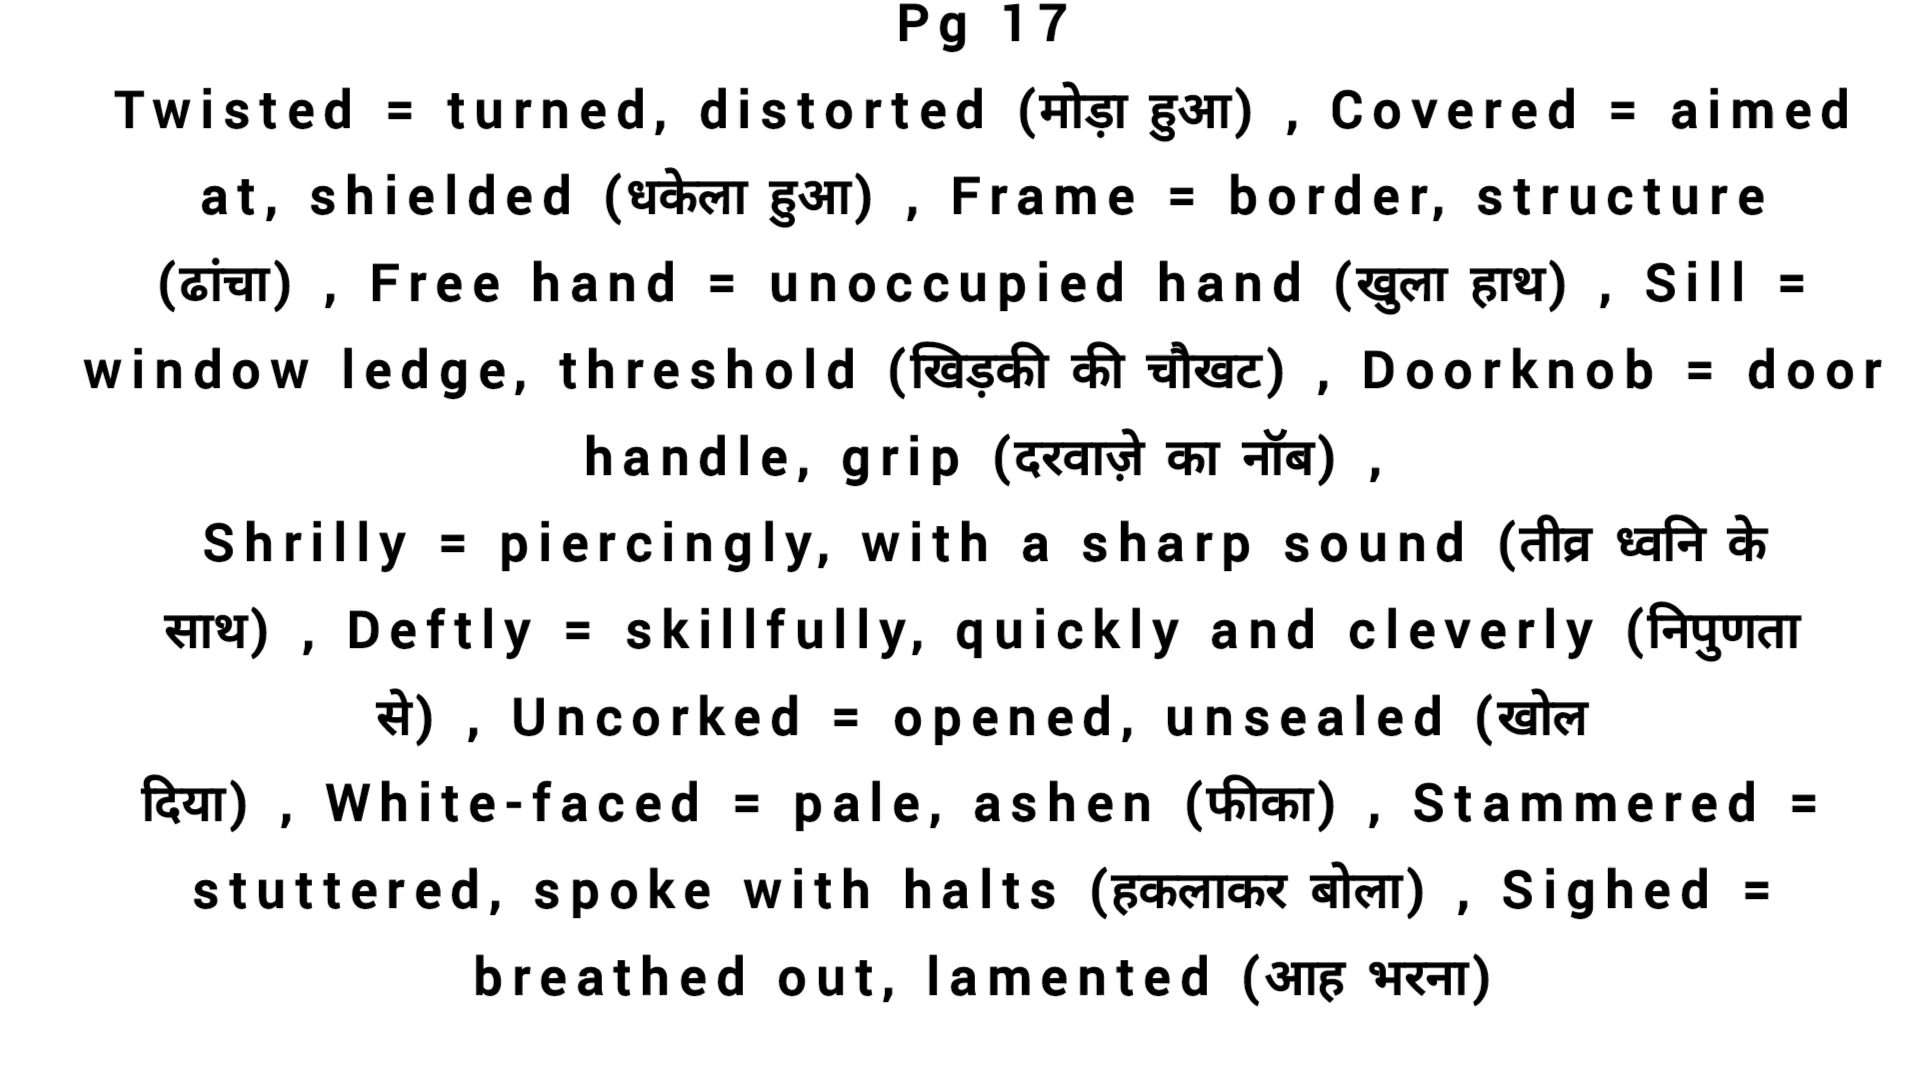 Pg 17
Twisted = turned, distorted (मोड़ा हुआ) , Covered = aimed
at, shielded (धकेला हुआ) , Frame = border, structure
(ढांचा) , Free hand = unoccupied hand (खुला हाथ) , Sill =
window ledge, threshold (खिड़की की चौखट) , Doorknob = door
handle, grip (दरवाज़े का नॉब) ,
Shrilly = piercingly, with a sharp sound (तीव्र ध्वनि के
साथ) , Deftly = skillfully, quickly and cleverly (निपुणता
से) , Uncorked = opened, unsealed (खोल
दिया) , White-faced = pale, ashen (फीका) , Stammered =
stuttered, spoke with halts (हकलाकर बोला) , Sighed =
breathed out, lamented (आह भरना)